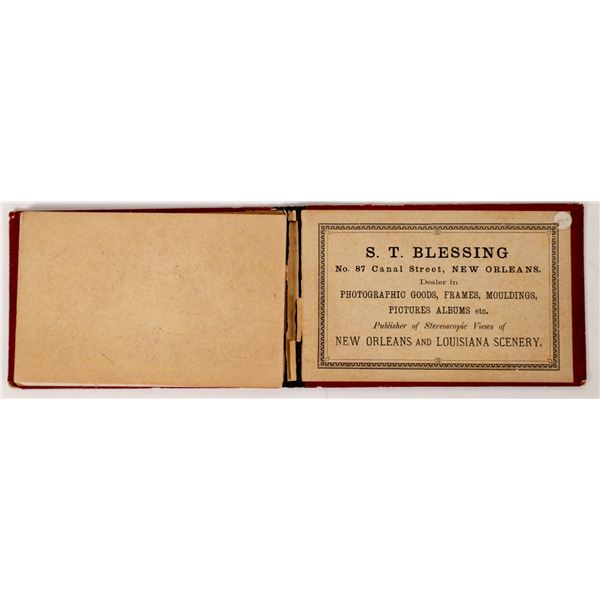 S. T. BLESSING
No. 87 Canal Street, NEW ORLEANS.
Dealer in
PHOTOGRAPHIC GOODS, FRAMES, MOULDINGS,
PICTURES ALBUMS etc.
Publisher of Stereoscopic Views of
NEW ORLEANS AND LOUISIANA SCENERY.